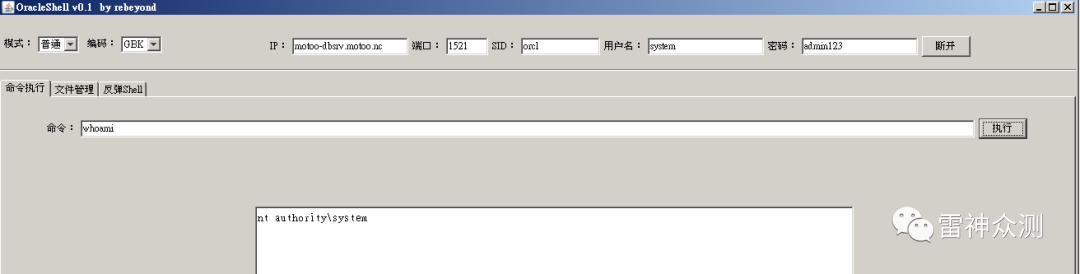 OracleShell v0.1 by rebeyond
模式： 普通 编码： GBK IP： motoo-dbsrv.motoo.nc 端口： 1521 SID： orcl 用户名： system 密码： admin123 断开
命令执行 文件管理 反弹Shell
命令： whoami 执行
nt authority\system
雷神众测